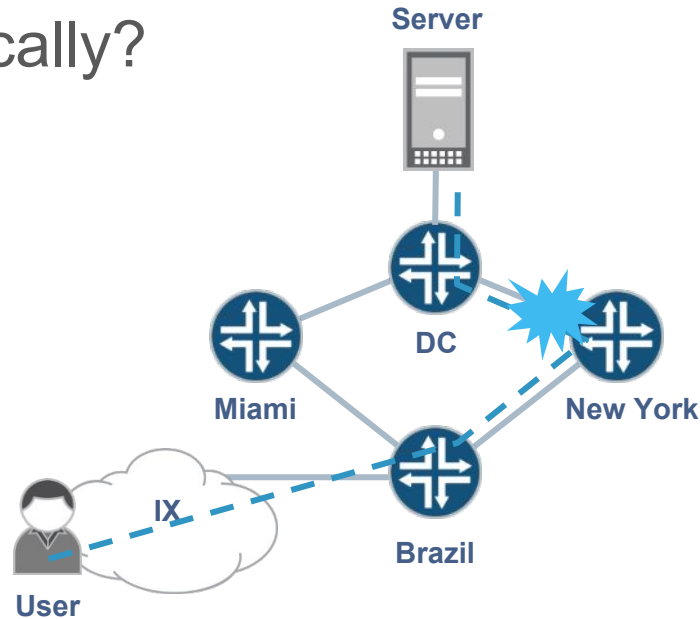 cally?
Server
DC
Miami
New York
IX
Brazil
User